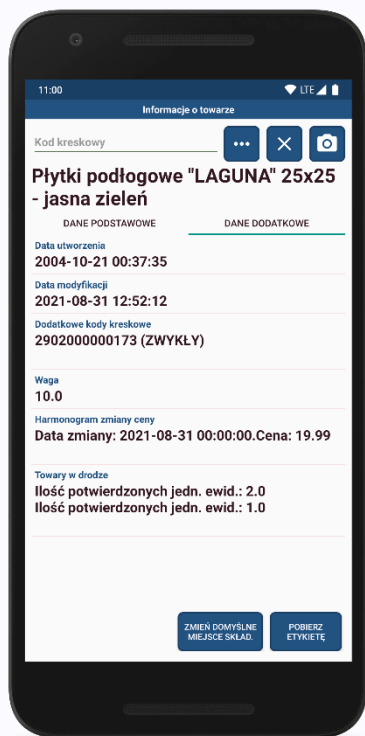 11:00
LTE
Informacje o towarze
Kod kreskowy
Płytki podłogowe "LAGUNA" 25x25
- jasna zieleń
DANE PODSTAWOWE
DANE DODATKOWE
Data utworzenia
2004-10-21 00:37:35
Data modyfikacji
2021-08-31 12:52:12
Dodatkowe kody kreskowe
2902000000173 (ZWYKŁY)
Waga
10.0
Harmonogram zmiany ceny
Data zmiany: 2021-08-31 00:00:00.Cena: 19.99
Towary w drodze
Ilość potwierdzonych jedn. ewid.: 2.0
Ilość potwierdzonych jedn. ewid.: 1.0
ZMIEŃ DOMYŚLNE
MIEJSCE SKŁAD.
POBIERZ
ETYKIETĘ